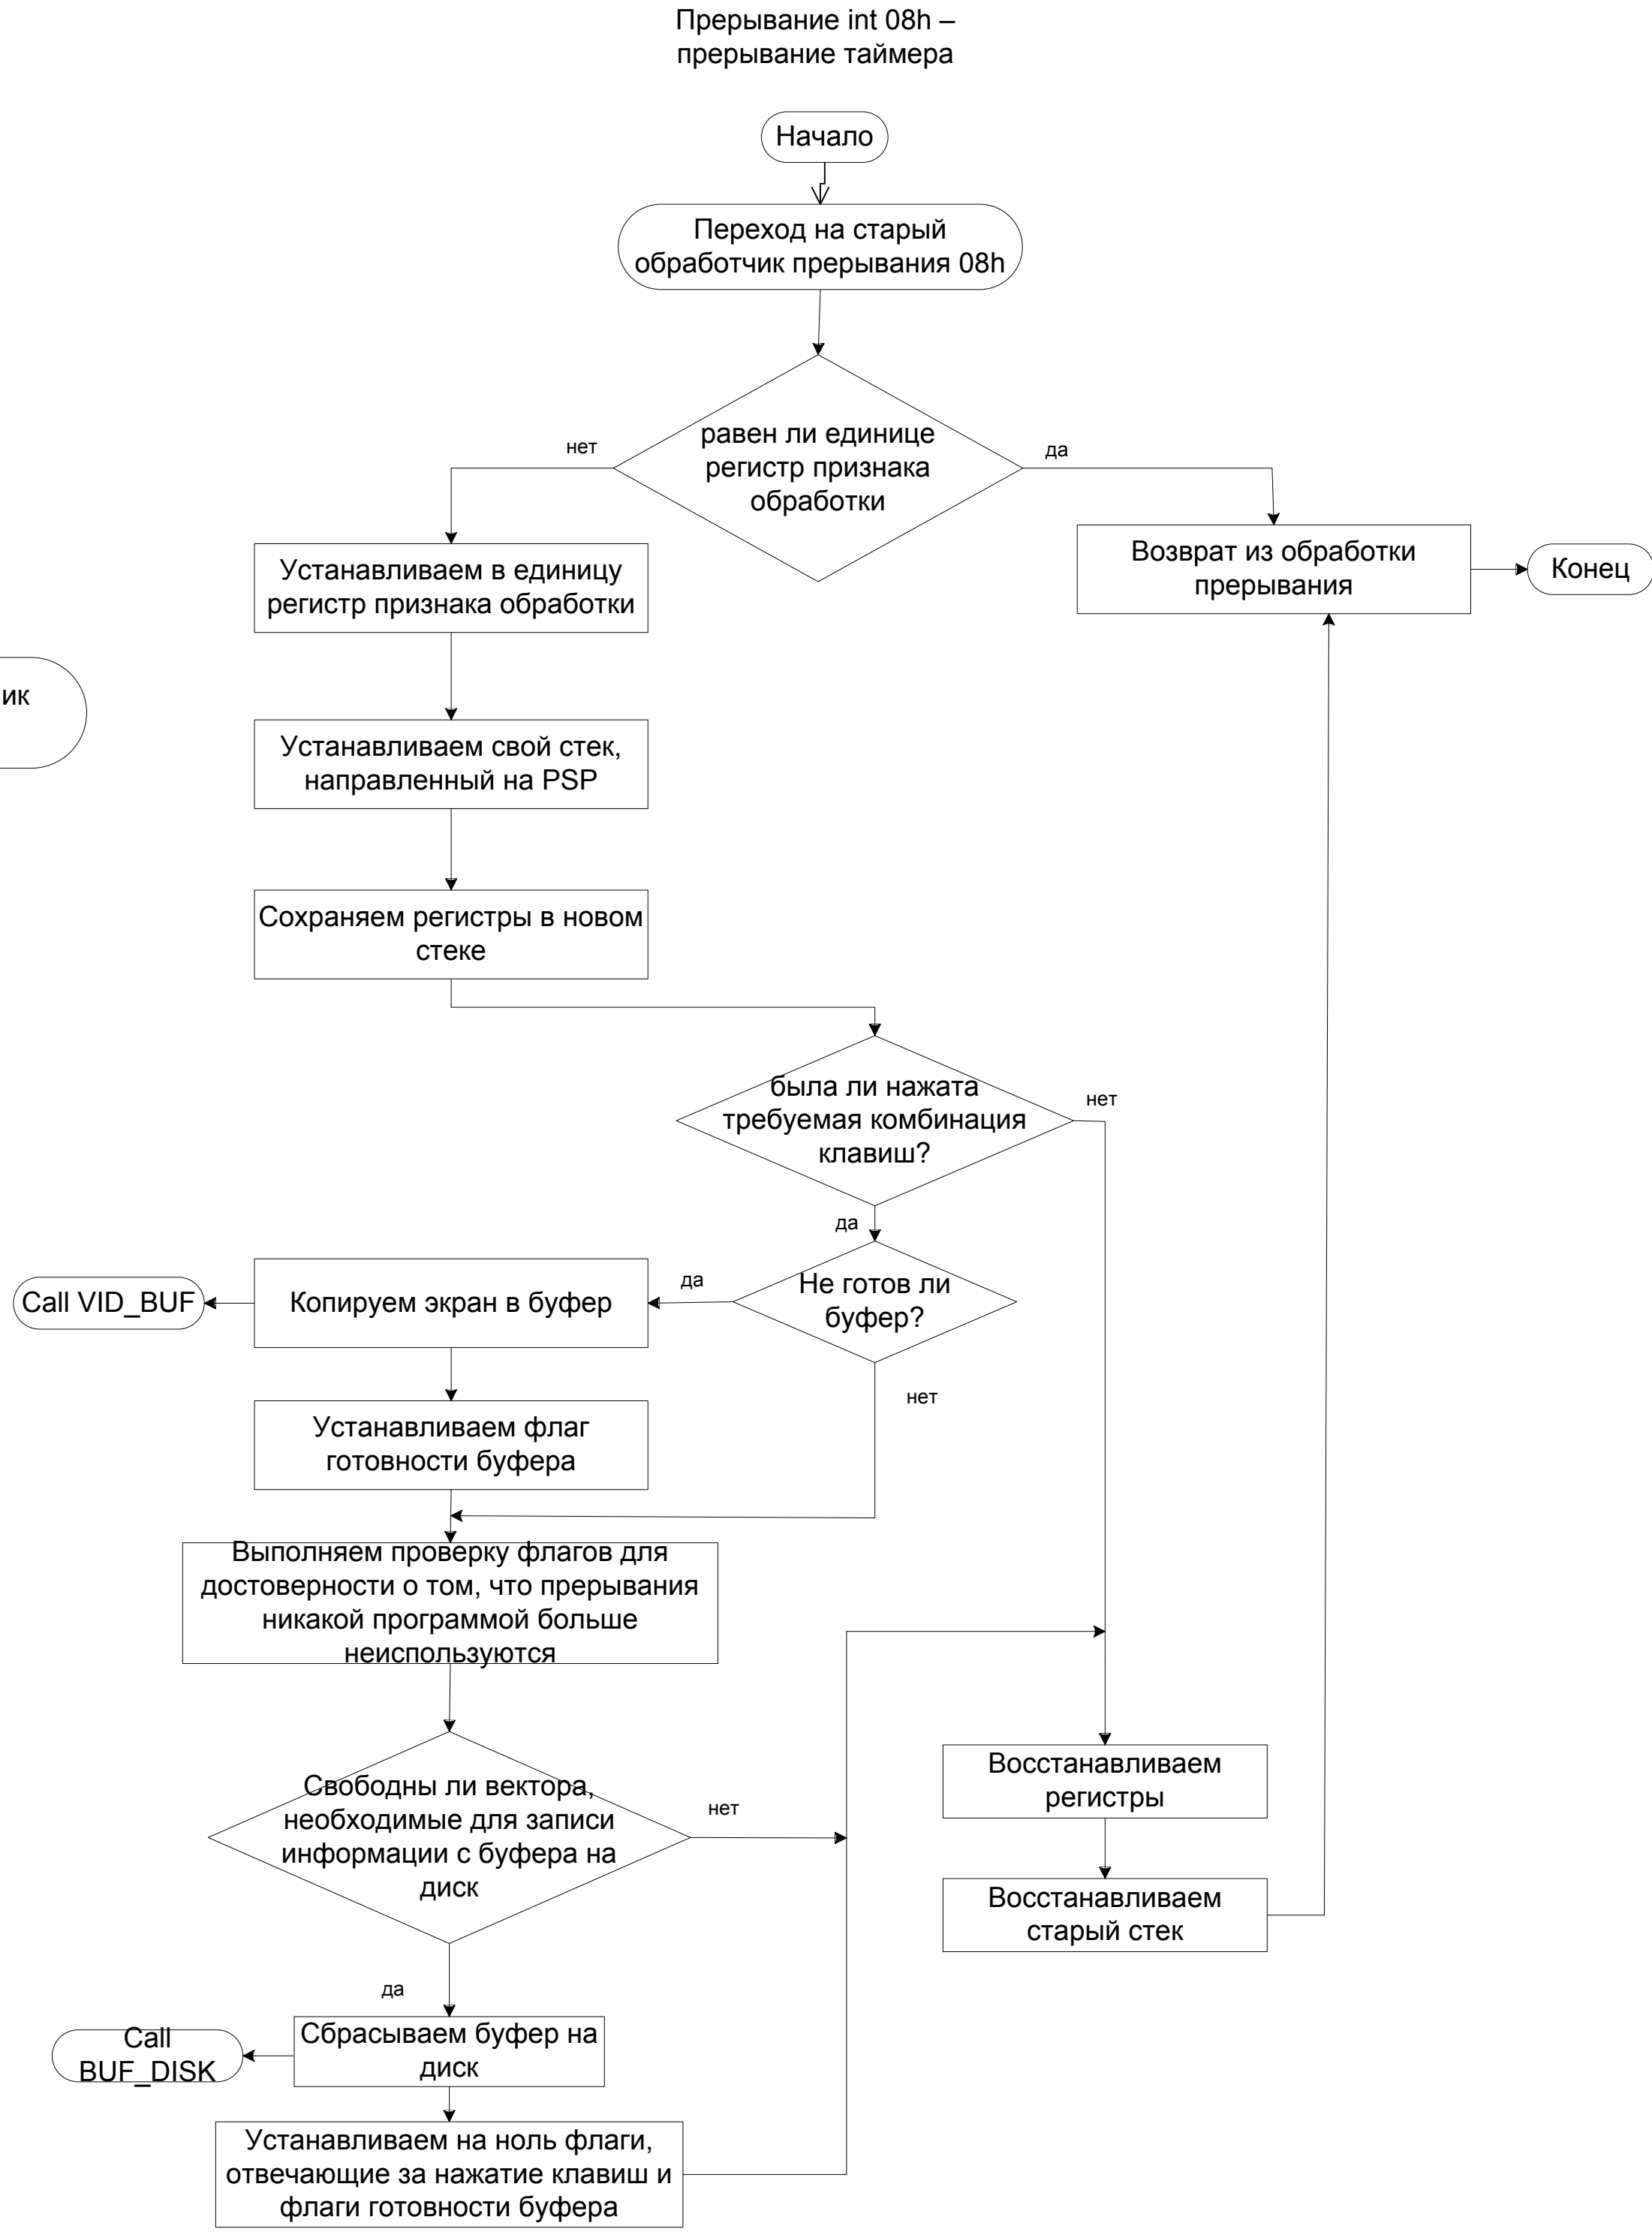 Прерывание int 08h –
прерывание таймера
Начало
Переход на старый
обработчик прерывания 08h
равен ли единице
регистр признака
обработки
нет
да
Устанавливаем в единицу
регистр признака обработки
Возврат из обработки
прерывания
Конец
ик
Устанавливаем свой стек,
направленный на PSP
Сохраняем регистры в новом
стеке
была ли нажата
требуемая комбинация
клавиш?
нет
да
Не готов ли
буфер?
да
нет
Копируем экран в буфер
Call VID_BUF
Устанавливаем флаг
готовности буфера
Выполняем проверку флагов для
достоверности о том, что прерывания
никакой программой больше
неиспользуются
Свободны ли вектора,
необходимые для записи
информации с буфера на
диск
нет
да
Восстанавливаем
регистры
Восстанавливаем
старый стек
Сбрасываем буфер на
диск
Call
BUF_DISK
Устанавливаем на ноль флаги,
отвечающие за нажатие клавиш и
флаги готовности буфера